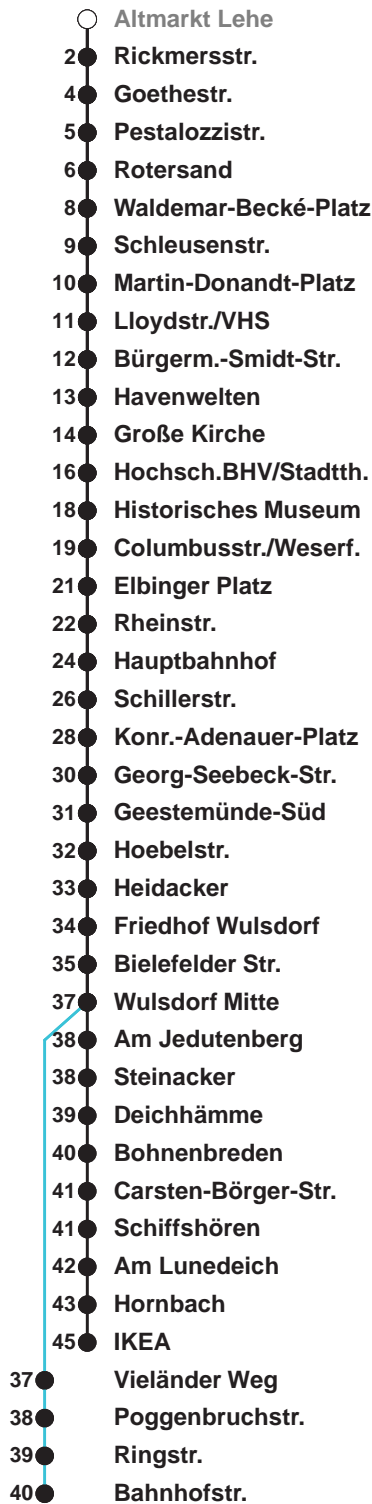 Altmarkt Lehe
2 Rickmersstr.
4 Goethestr.
5 Pestalozzistr.
6 Rotersand
8 Waldemar-Becké-Platz
9 Schleusenstr.
10 Martin-Donandt-Platz
11 Lloydstr./VHS
12 Bürgerm.-Smidt-Str.
13 Havenwelten
14 Große Kirche
16 Hochsch.BHV/Stadtth.
18 Historisches Museum
19 Columbusstr./Weserf.
21 Elbinger Platz
22 Rheinstr.
24 Hauptbahnhof
26 Schillerstr.
28 Konr.-Adenauer-Platz
30 Georg-Seebeck-Str.
31 Geestemünde-Süd
32 Hoebelstr.
33 Heidacker
34 Friedhof Wulsdorf
35 Bielefelder Str.
37 Wulsdorf Mitte
38 Am Jedutenberg
38 Steinacker
39 Deichhämme
40 Bohnenbreden
41 Carsten-Börger-Str.
41 Schiffshören
42 Am Lunedeich
43 Hornbach
45 IKEA
37 Vieländer Weg
38 Poggenbruchstr.
39 Ringstr.
40 Bahnhofstr.